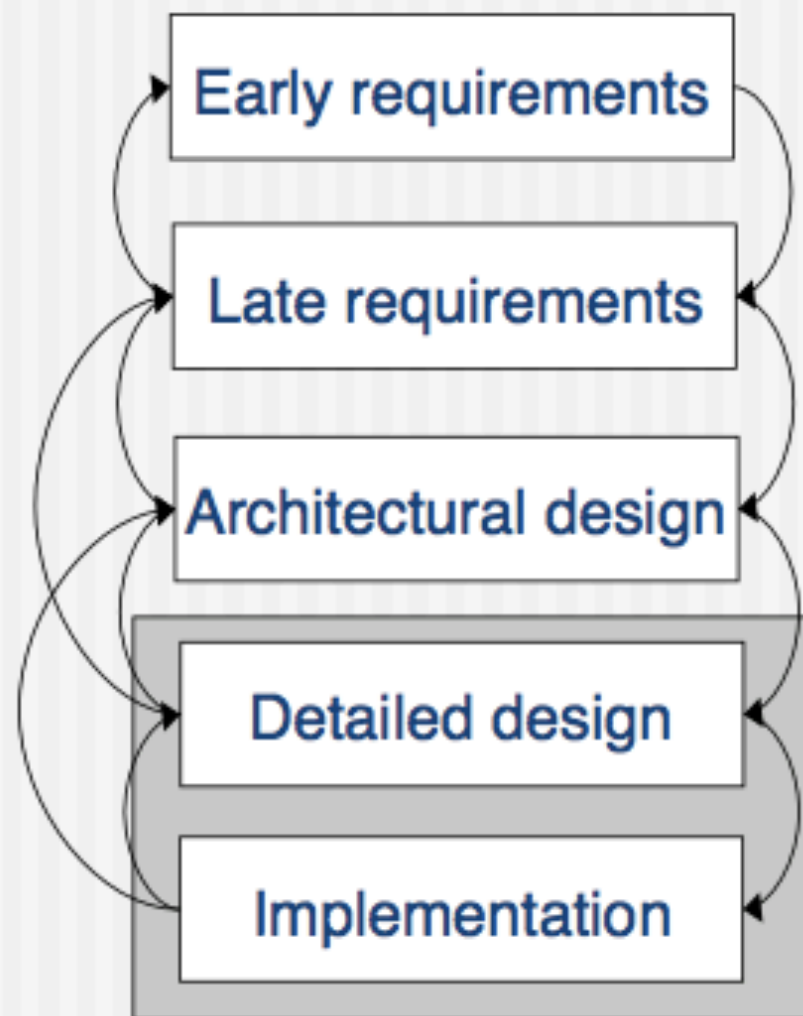 Early requirements
Late requirements
Architectural design
Detailed design
Implementation